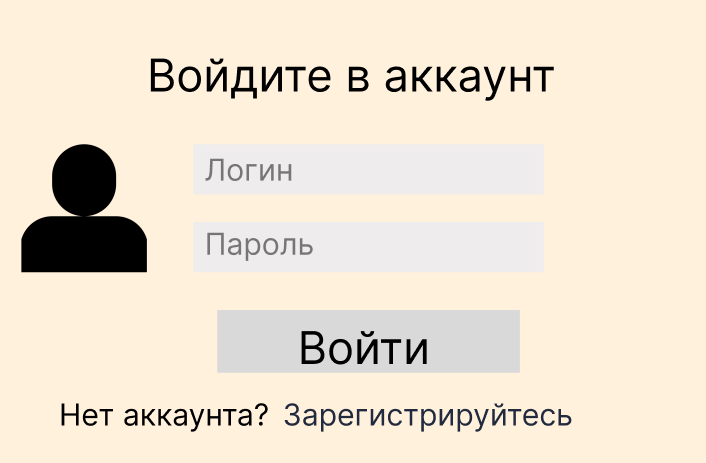 Войдите в аккаунт
Логин
Пароль
Войти
Нет аккаунта? Зарегистрируйтесь